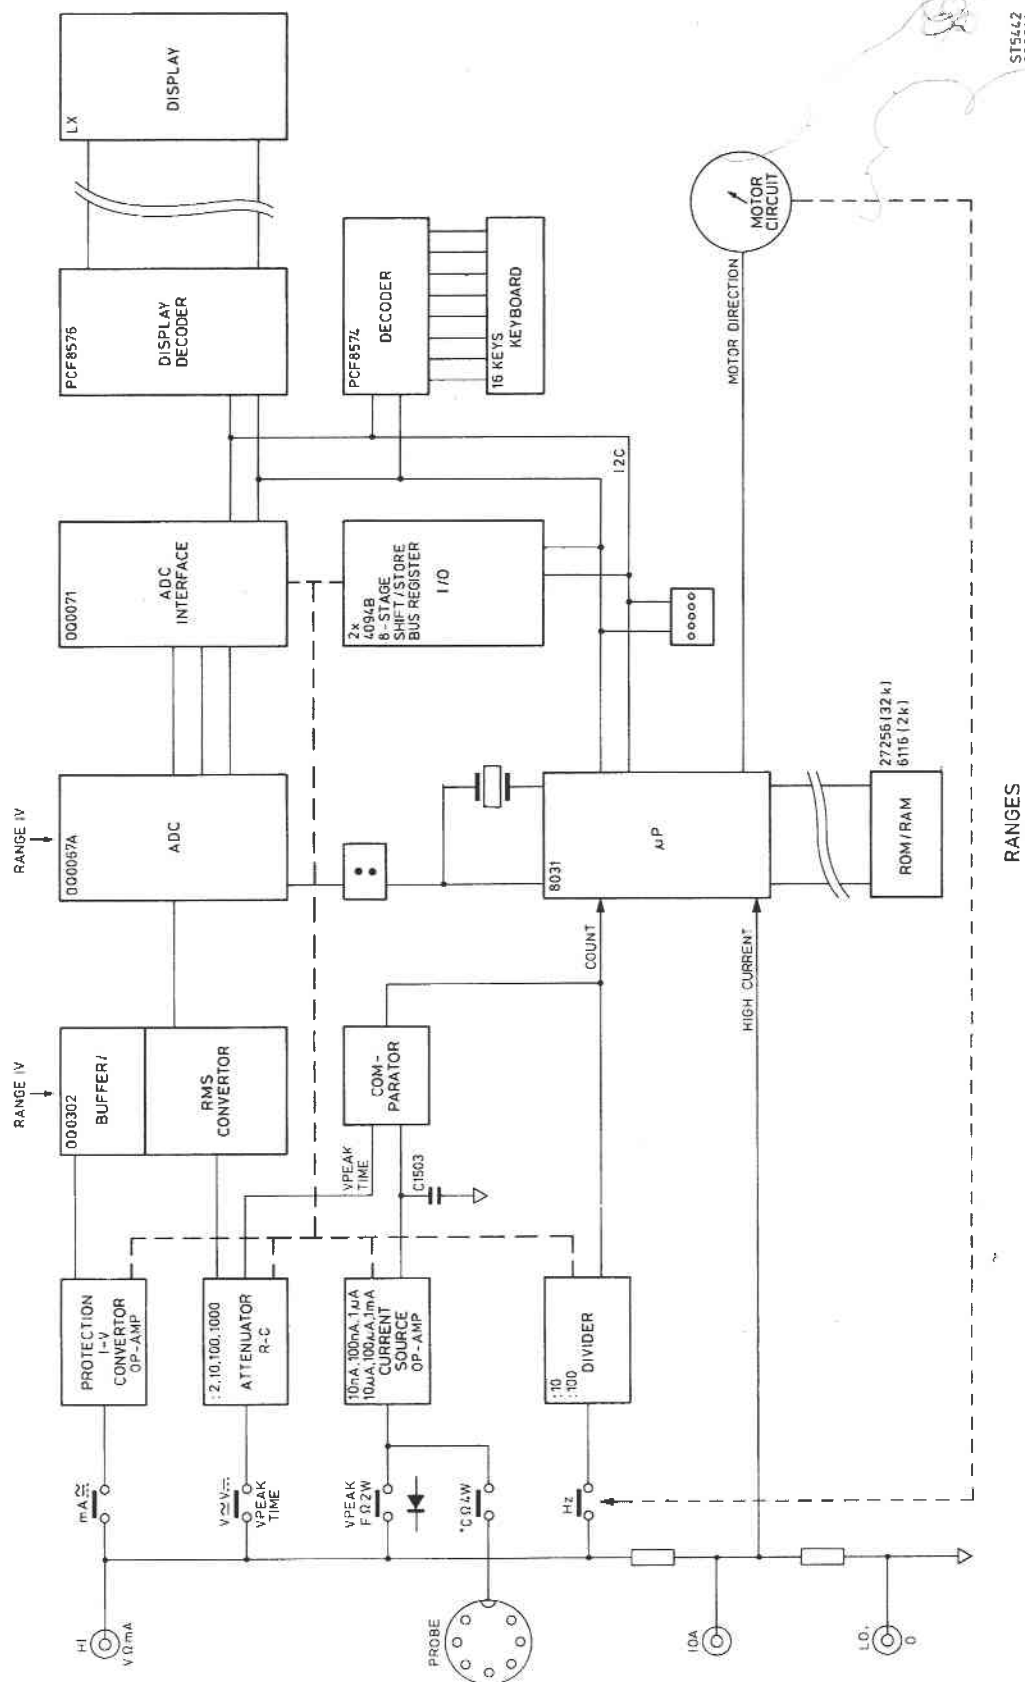 RANGE IV
RANGE IV
HI
VΩmA
mA≂
PROTECTION
I-V
CONVERTOR
OP-AMP
OQ0302
BUFFER/
RMS
CONVERTOR
OQ0067A
ADC
OQ0071
ADC
INTERFACE
PCF8576
DISPLAY
DECODER
LX
DISPLAY
VPEAK
TIME
:2,10,100,1000
ATTENUATOR
R-C
VPEAK
TIME
VPEAK
FΩ2W
10nA,100nA,1µA
10µA,100µA,1mA
CURRENT
SOURCE
OP-AMP
C1503
COM-
PARATOR
2x
4094B
8-STAGE
SHIFT/STORE
BUS REGISTER
I/O
PCF8574
DECODER
16 KEYS
KEYBOARD
PROBE
°CΩ4W
Hz
:10
:100
DIVIDER
COUNT
8031
µP
I2C
HIGH CURRENT
MOTOR DIRECTION
MOTOR
CIRCUIT
10A
LO,
0
ROM/RAM
27256(32k)
6116(2k)
RANGES
ST5442